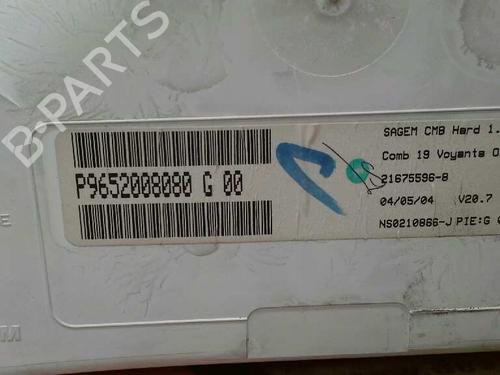 B-PARTS
SAGEM CMB Hard 1.
Comb 19 Voyants
P9652008080 G 00
21675596-8
04/05/04 V20.7
NS0210866-J PIE:G
E
M